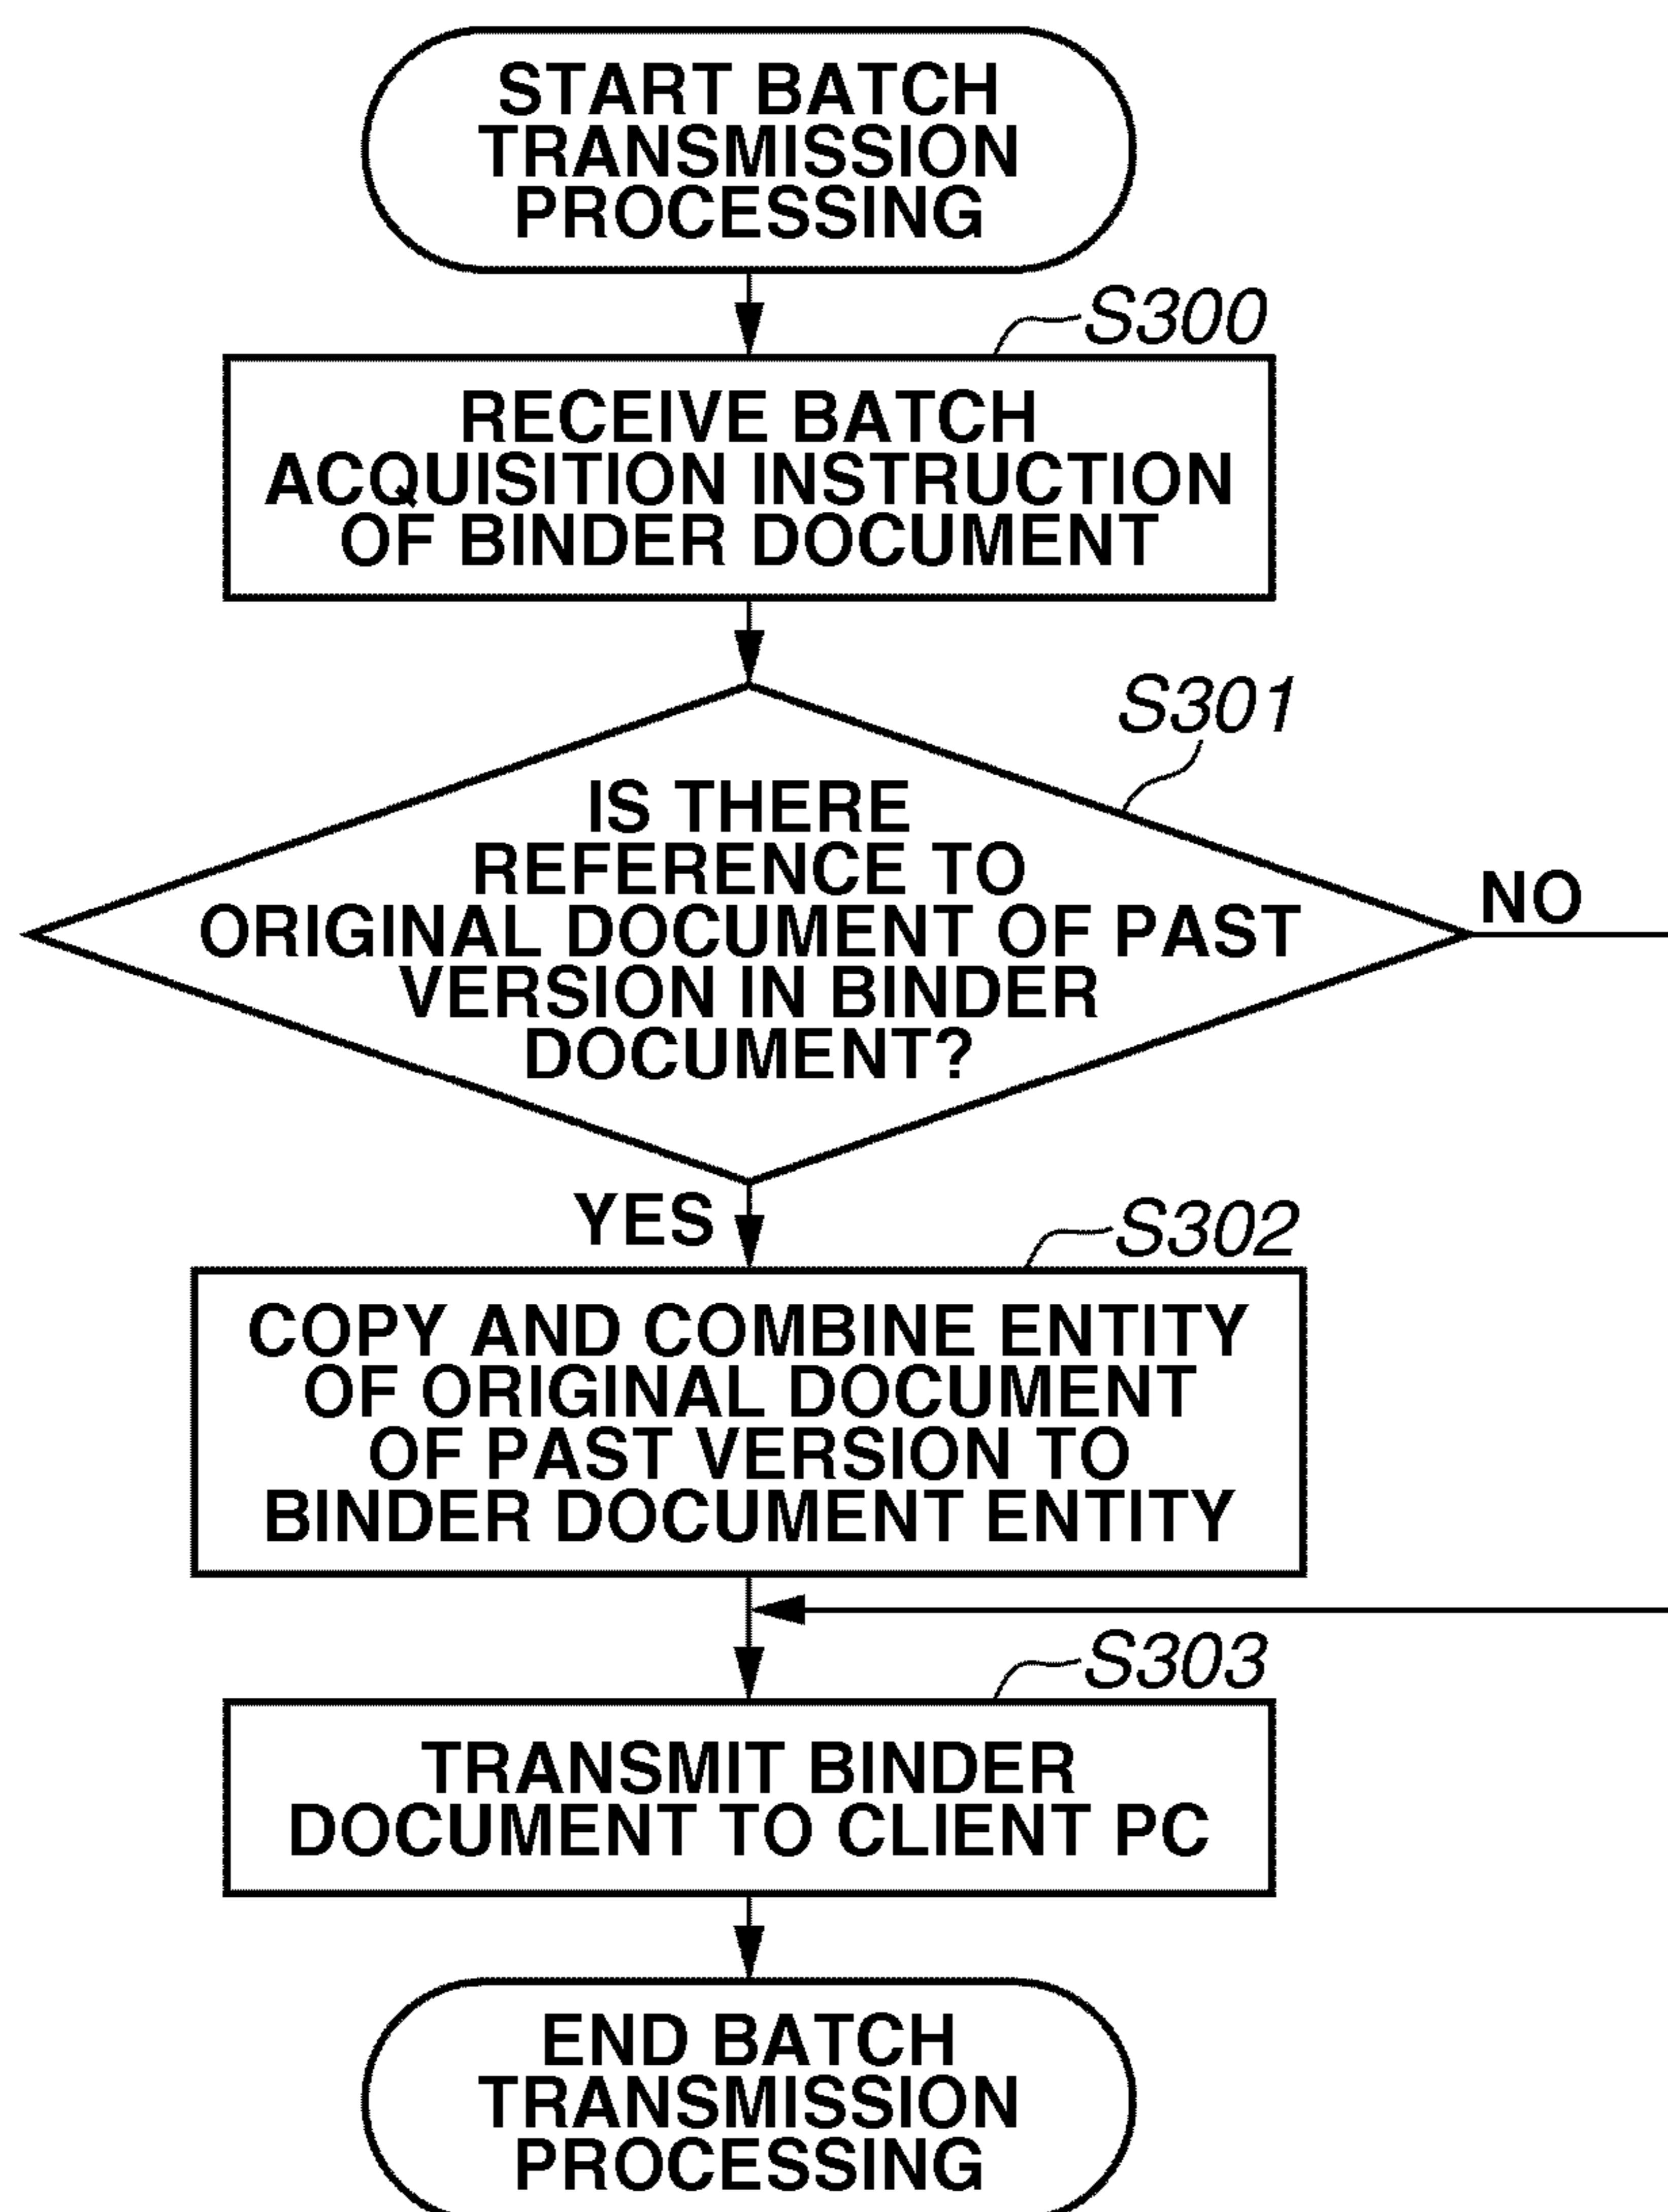 START BATCH
TRANSMISSION
PROCESSING
S300
RECEIVE BATCH
ACQUISITION INSTRUCTION
OF BINDER DOCUMENT
S301
IS THERE
REFERENCE TO
ORIGINAL DOCUMENT OF PAST
VERSION IN BINDER
DOCUMENT?
NO
YES
S302
COPY AND COMBINE ENTITY
OF ORIGINAL DOCUMENT
OF PAST VERSION TO
BINDER DOCUMENT ENTITY
S303
TRANSMIT BINDER
DOCUMENT TO CLIENT PC
END BATCH
TRANSMISSION
PROCESSING